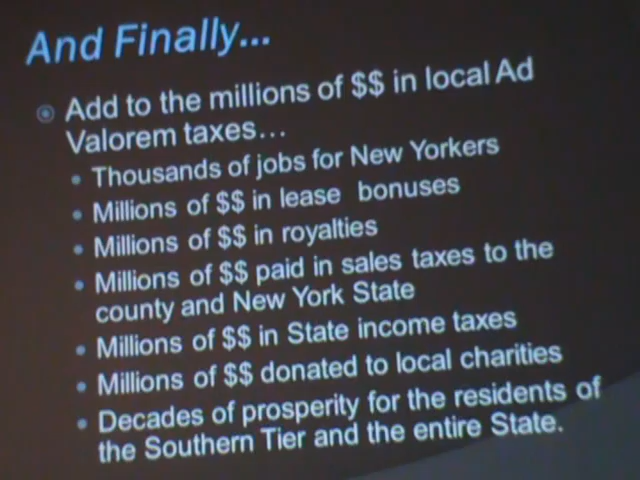 And Finally...
Add to the millions of $$ in local Ad
Valorem taxes...
Thousands of jobs for New Yorkers
Millions of $$ in lease bonuses
Millions of $$ in royalties
Millions of $$ paid in sales taxes to the
county and New York State
Millions of $$ in State income taxes
Millions of $$ donated to local charities
Decades of prosperity for the residents of
the Southern Tier and the entire State.